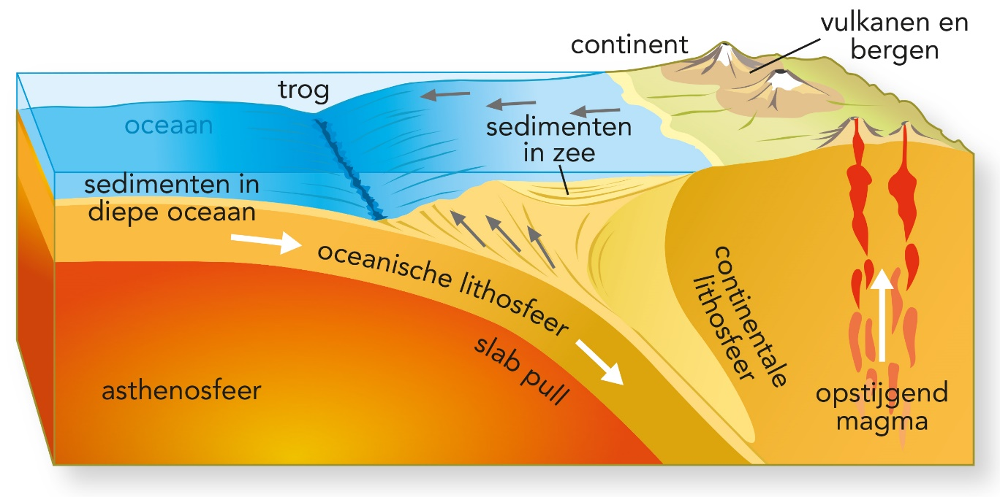 vulkanen en
bergen
continent
trog
oceaan
sedimenten
in zee
sedimenten in
diepe oceaan
oceanische lithosfeer
continentale
lithosfeer
slab pull
asthenosfeer
opstijgend
magma